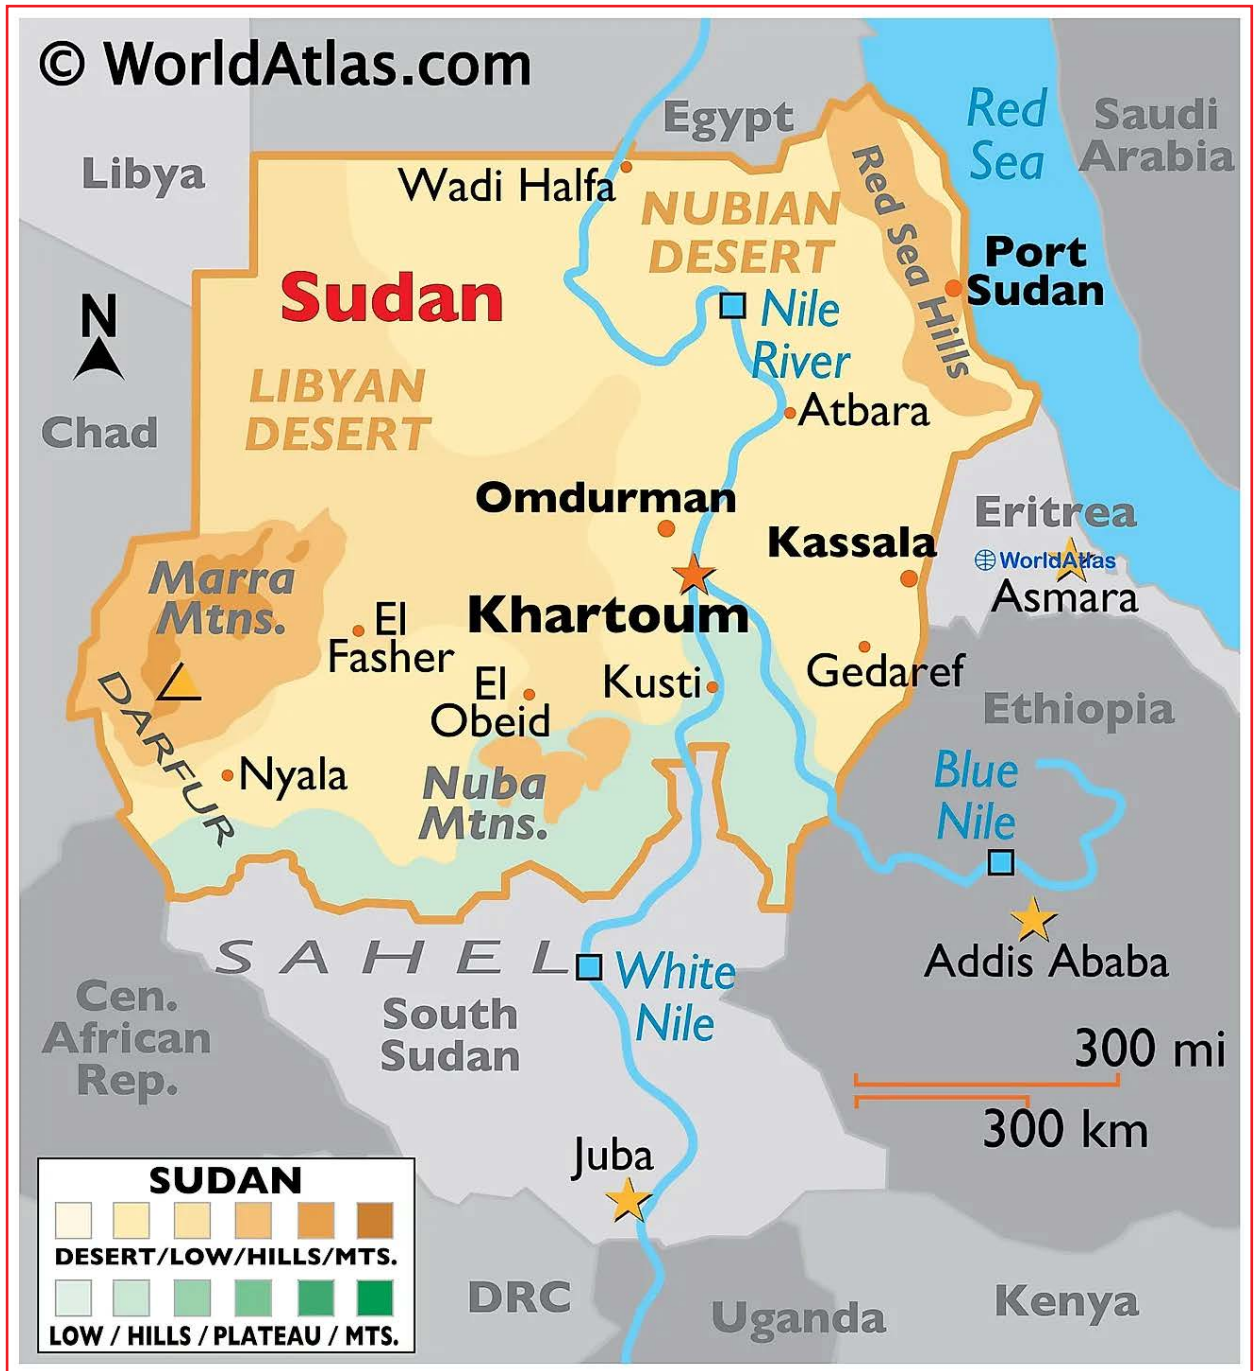 © WorldAtlas.com
Egypt
Red
Sea
Saudi
Arabia
Libya
Wadi Halfa
NUBIAN
DESERT
Red Sea Hills
Port
Sudan
Sudan
N
Nile
River
LIBYAN
DESERT
Chad
Atbara
Omdurman
Kassala
Eritrea
WorldAtlas
Asmara
Marra
Mtns.
Khartoum
El
Fasher
El
Obeid
Kusti
Gedaref
Ethiopia
DARFUR
Nyala
Nuba
Mtns.
Blue
Nile
SAHEL
White
Nile
Addis Ababa
Cen.
African
Rep.
South
Sudan
300 mi
300 km
Juba
SUDAN
DESERT/LOW/HILLS/MTS.
LOW / HILLS / PLATEAU / MTS.
DRC
Uganda
Kenya